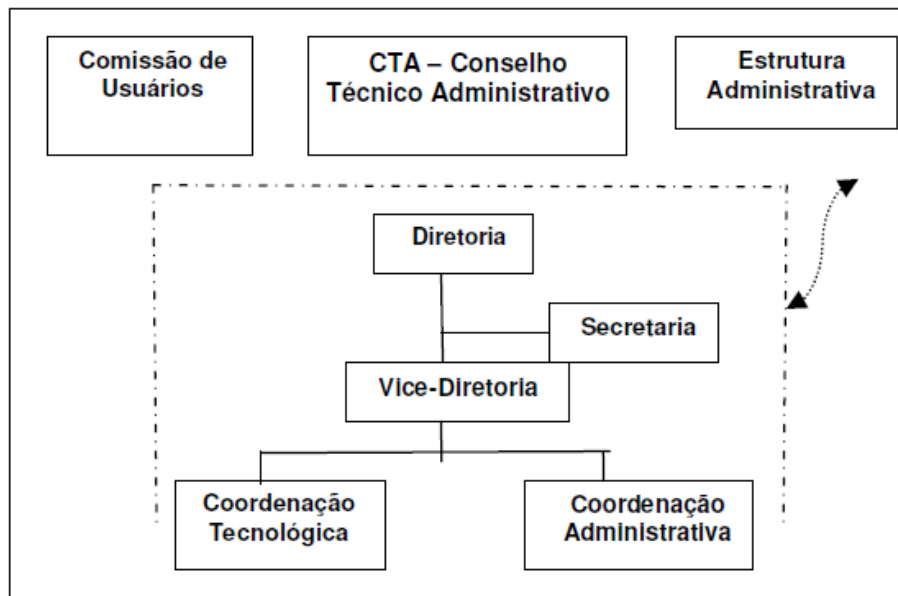 Comissão de
Usuários
CTA – Conselho
Técnico Administrativo
Estrutura
Administrativa
Diretoria
Secretaria
Vice-Diretoria
Coordenação
Tecnológica
Coordenação
Administrativa